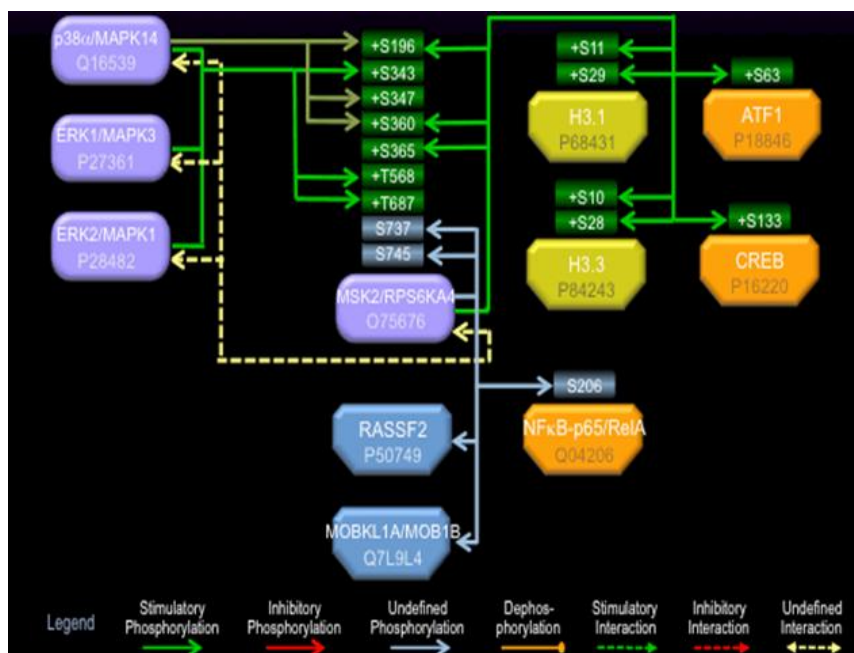 p38α/MAPK14
Q16539
ERK1/MAPK3
P27361
ERK2/MAPK1
P28482
+S196
+S343
+S347
+S360
+S365
+T568
+T687
S737
S745
MSK2/RPS6KA4
O75676
+S11
+S29
H3.1
P68431
+S10
+S28
H3.3
P84243
+S63
ATF1
P18846
+S133
CREB
P16220
S206
NFκB-p65/RelA
Q04206
RASSF2
P50749
MOBKL1A/MOB1B
Q7L9L4
Legend
Stimulatory
Phosphorylation
Inhibitory
Phosphorylation
Undefined
Phosphorylation
Dephos-
phorylation
Stimulatory
Interaction
Inhibitory
Interaction
Undefined
Interaction